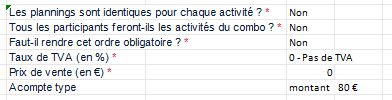 Les plannings sont identiques pour chaque activité ? * Non
Tous les participants feront-ils les activités du combo ? * Non
Faut-il rendre cet ordre obligatoire ? * Non
Taux de TVA (en %) * 0 - Pas de TVA
Prix de vente (en €) * 0
Acompte type montant 80 €